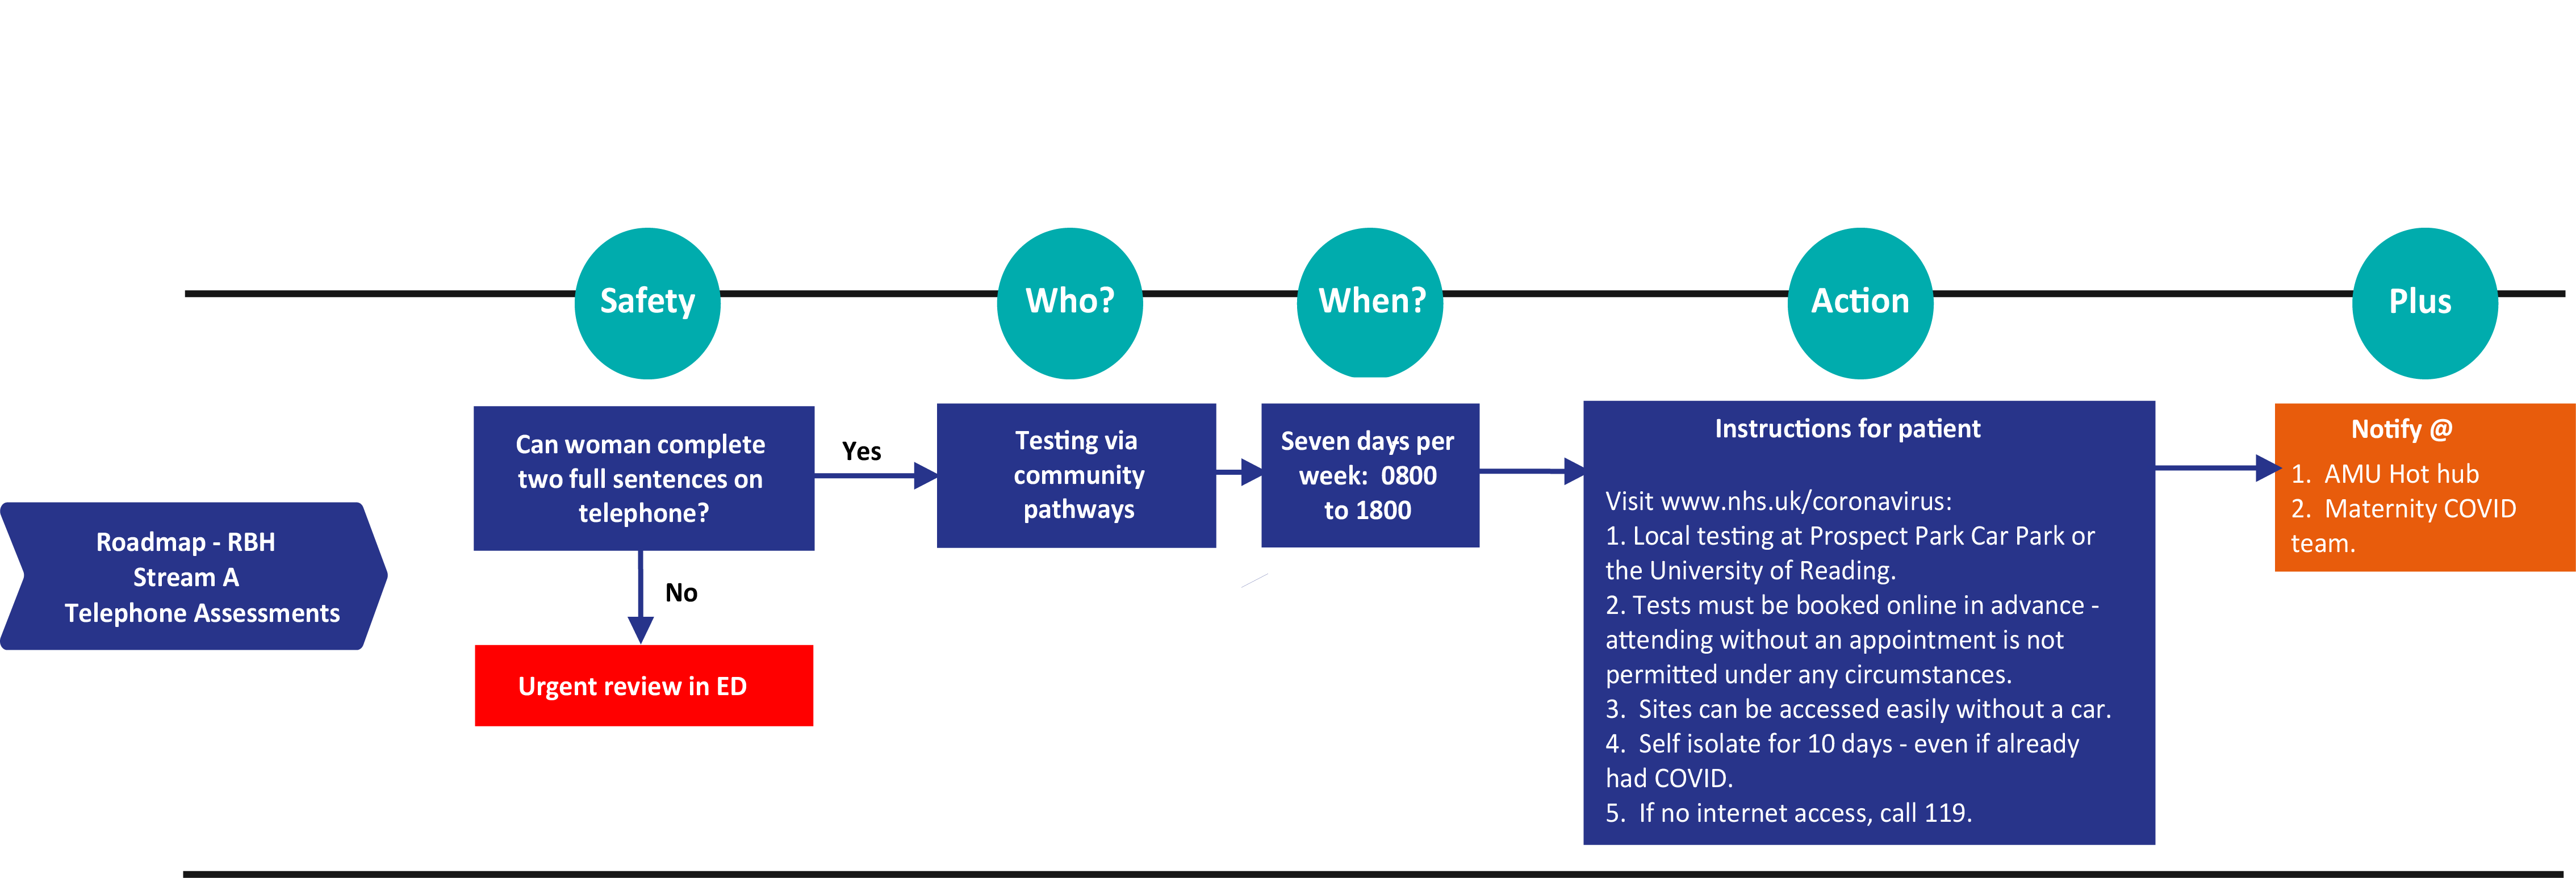 Safety
Who?
When?
Action
Plus
Roadmap - RBH
Stream A
Telephone Assessments
Can woman complete
two full sentences on
telephone?
Yes
No
Urgent review in ED
Testing via
community
pathways
Seven days per
week:  0800
to 1800
Instructions for patient
Visit www.nhs.uk/coronavirus:
1. Local testing at Prospect Park Car Park or
the University of Reading.
2. Tests must be booked online in advance -
attending without an appointment is not
permitted under any circumstances.
3.  Sites can be accessed easily without a car.
4.  Self isolate for 10 days - even if already
had COVID.
5.  If no internet access, call 119.
Notify @
1.  AMU Hot hub
2.  Maternity COVID
team.